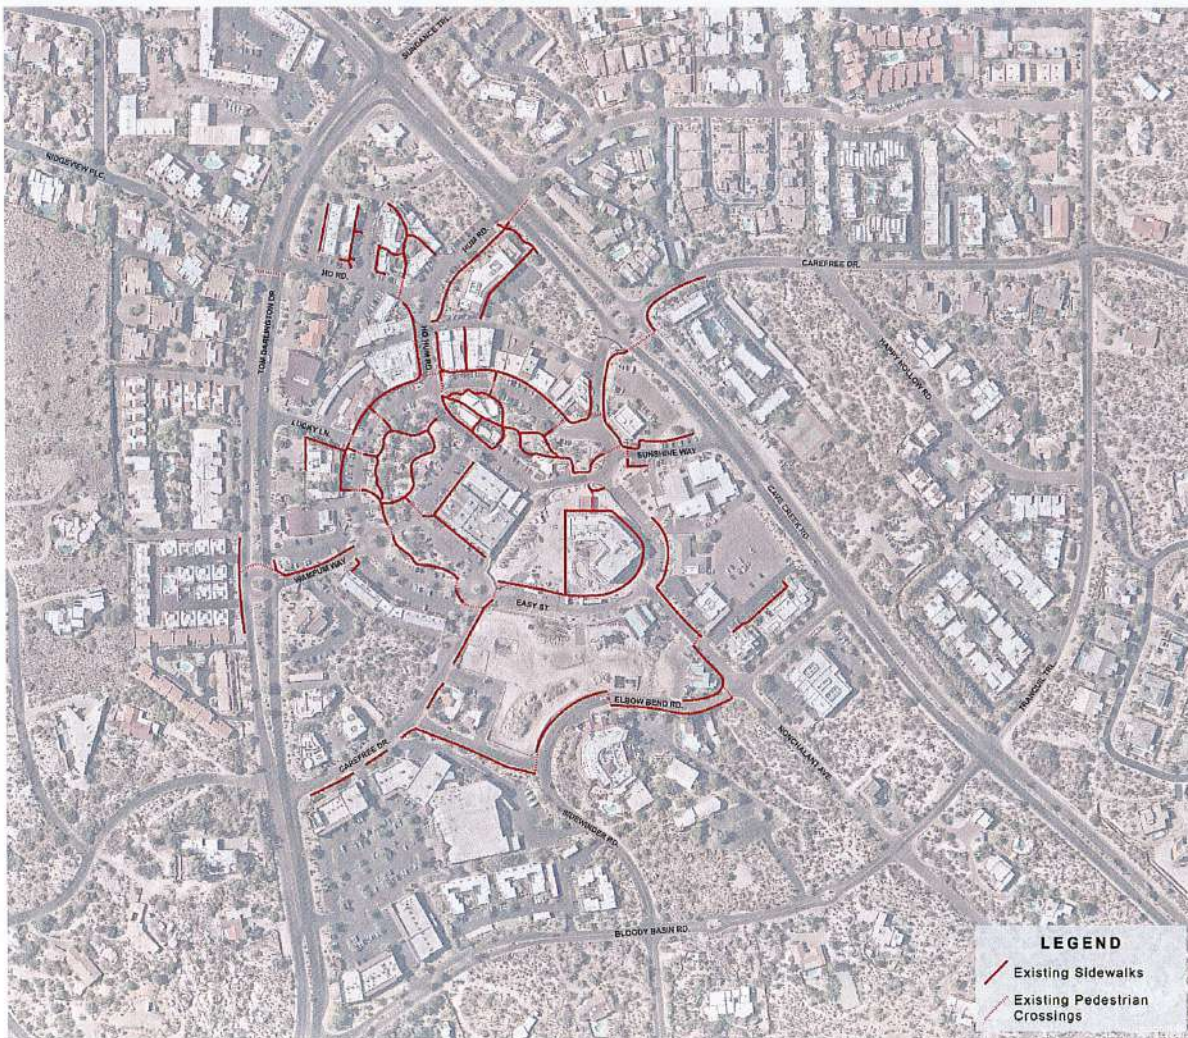 SUNDANCE TRL.
RIDGEVIEW PLC.
HUM RD.
HO RD.
CAREFREE DR.
TOM DARLINGTON DR
HO HUM RD.
HAPPY HOLLOW RD.
LUCKY LN.
SUNSHINE WAY
CAVE CREEK RD.
WAMPUM WAY
EASY ST.
TRANQUIL TRL.
ELBOW BEND RD.
NONCHALANT AVE.
CAREFREE DR.
SIDEWINDER RD.
BLOODY BASIN RD.
LEGEND
Existing Sidewalks
Existing Pedestrian
Crossings